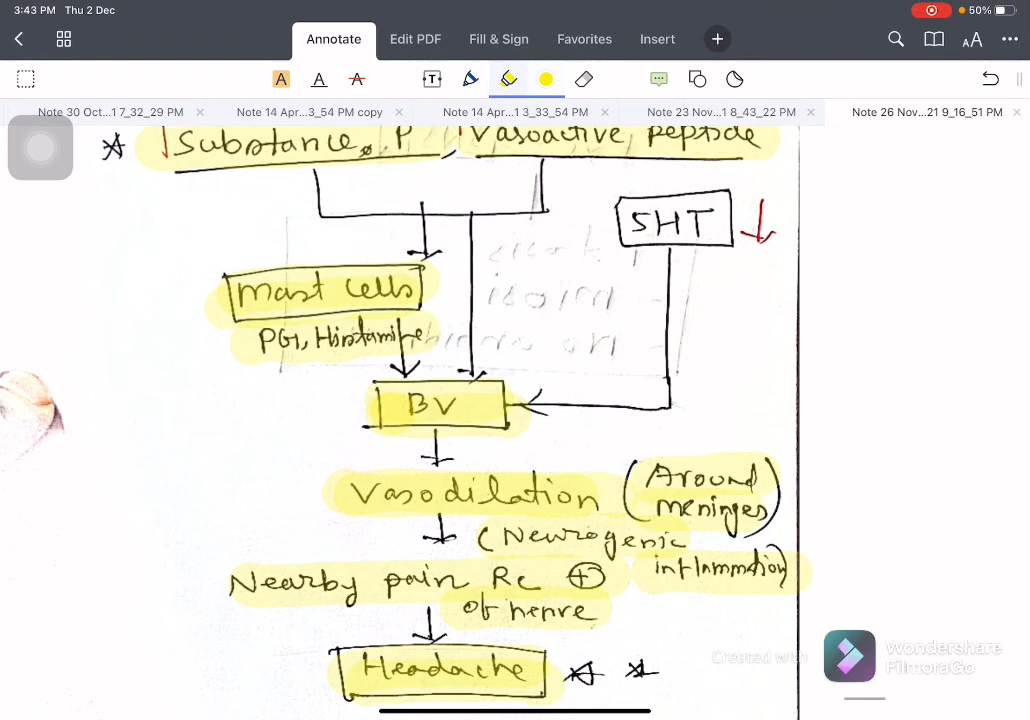 3:43 PM Thu 2 Dec
50%
Annotate Edit PDF Fill & Sign Favorites Insert
Note 30 Oct...1 7_32_29 PM
Note 14 Apr...3_54 PM copy
Note 14 Apr...1 3_33_54 PM
Note 23 Nov...1 8_43_22 PM
Note 26 Nov...21 9_16_51 PM
Substance P, Vasoactive peptide
5HT ↓
Mast cells
PG, Histamine
BV
Vasodilation (Around
meninges)
(Neurogenic
inflammation)
Nearby pain Rc ⊕
of nerve
Headache
Created with
Wondershare
FilmoraGo